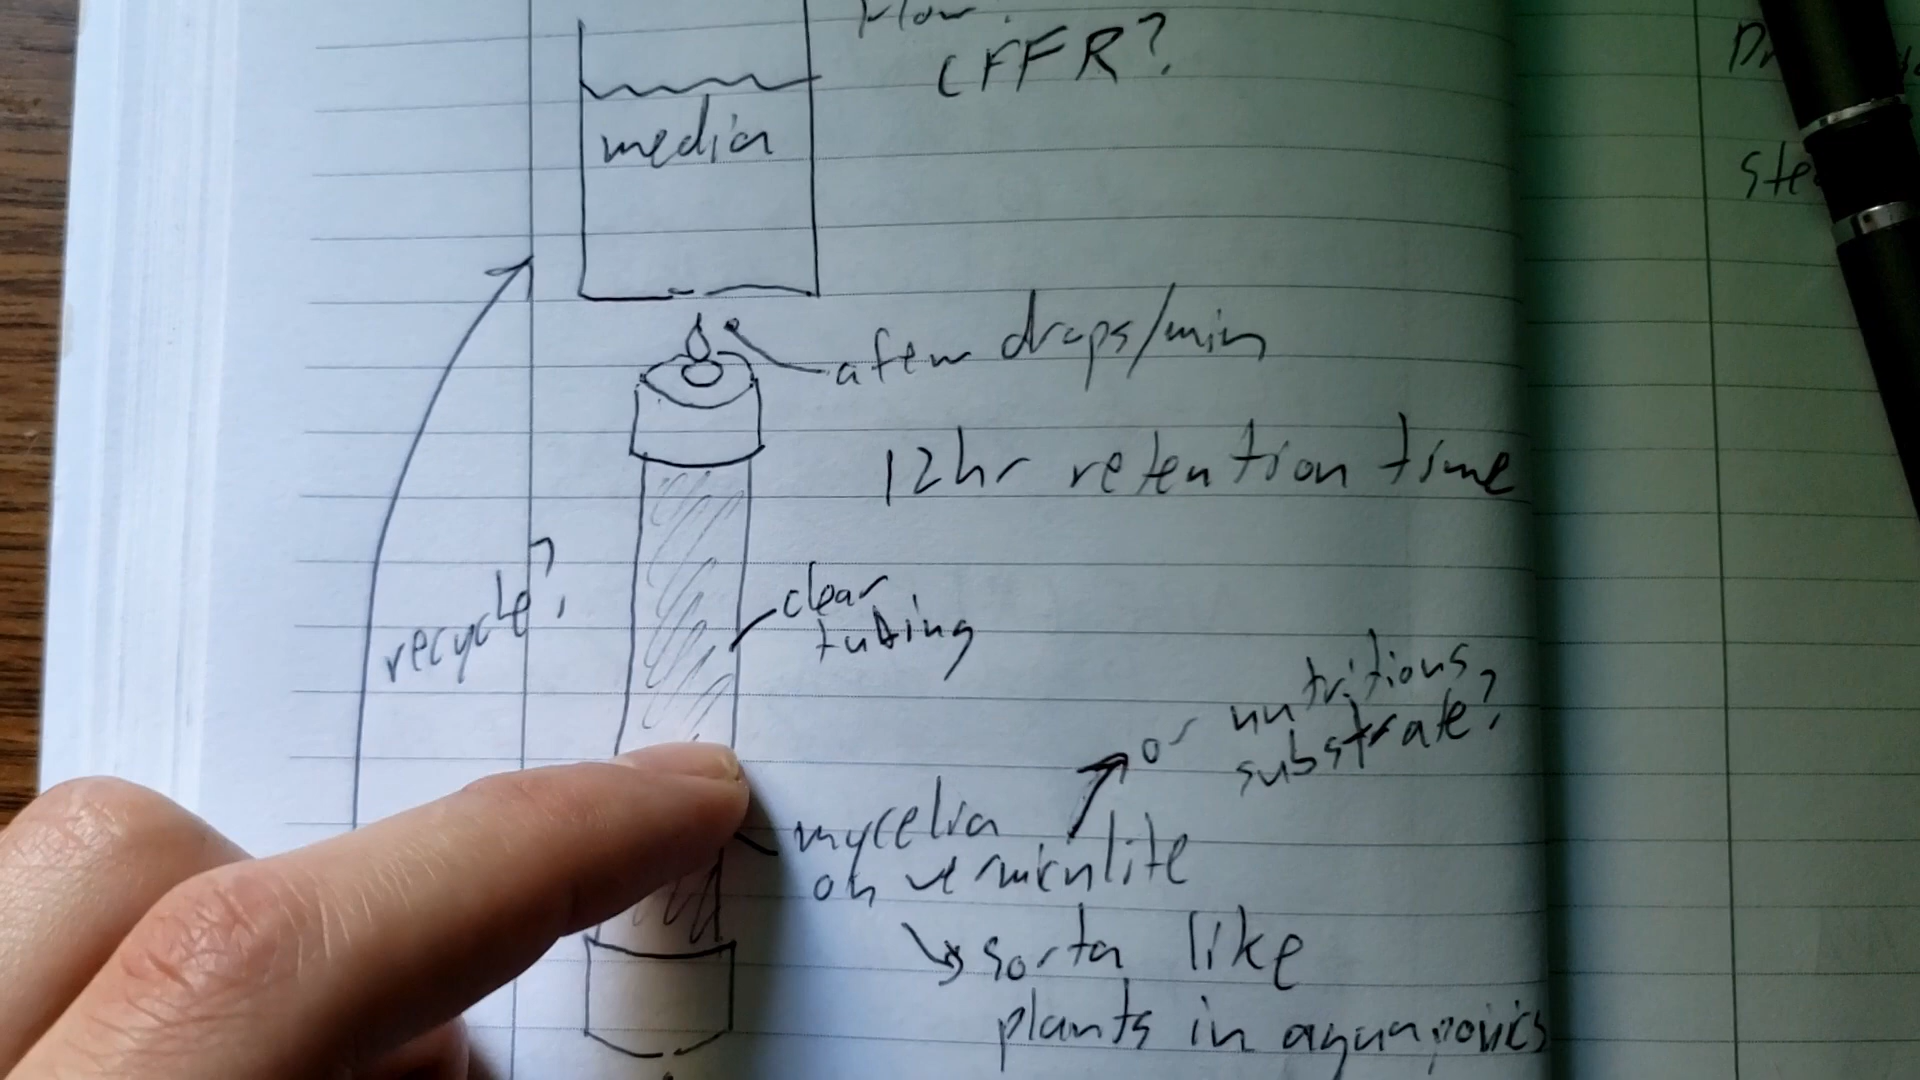 CFFR?
media
a few drops/min
12hr retention time
recycle?
clear
tubing
or nutritious
substrate?
mycelia
on vermiculite
sorta like
plants in aquaponics